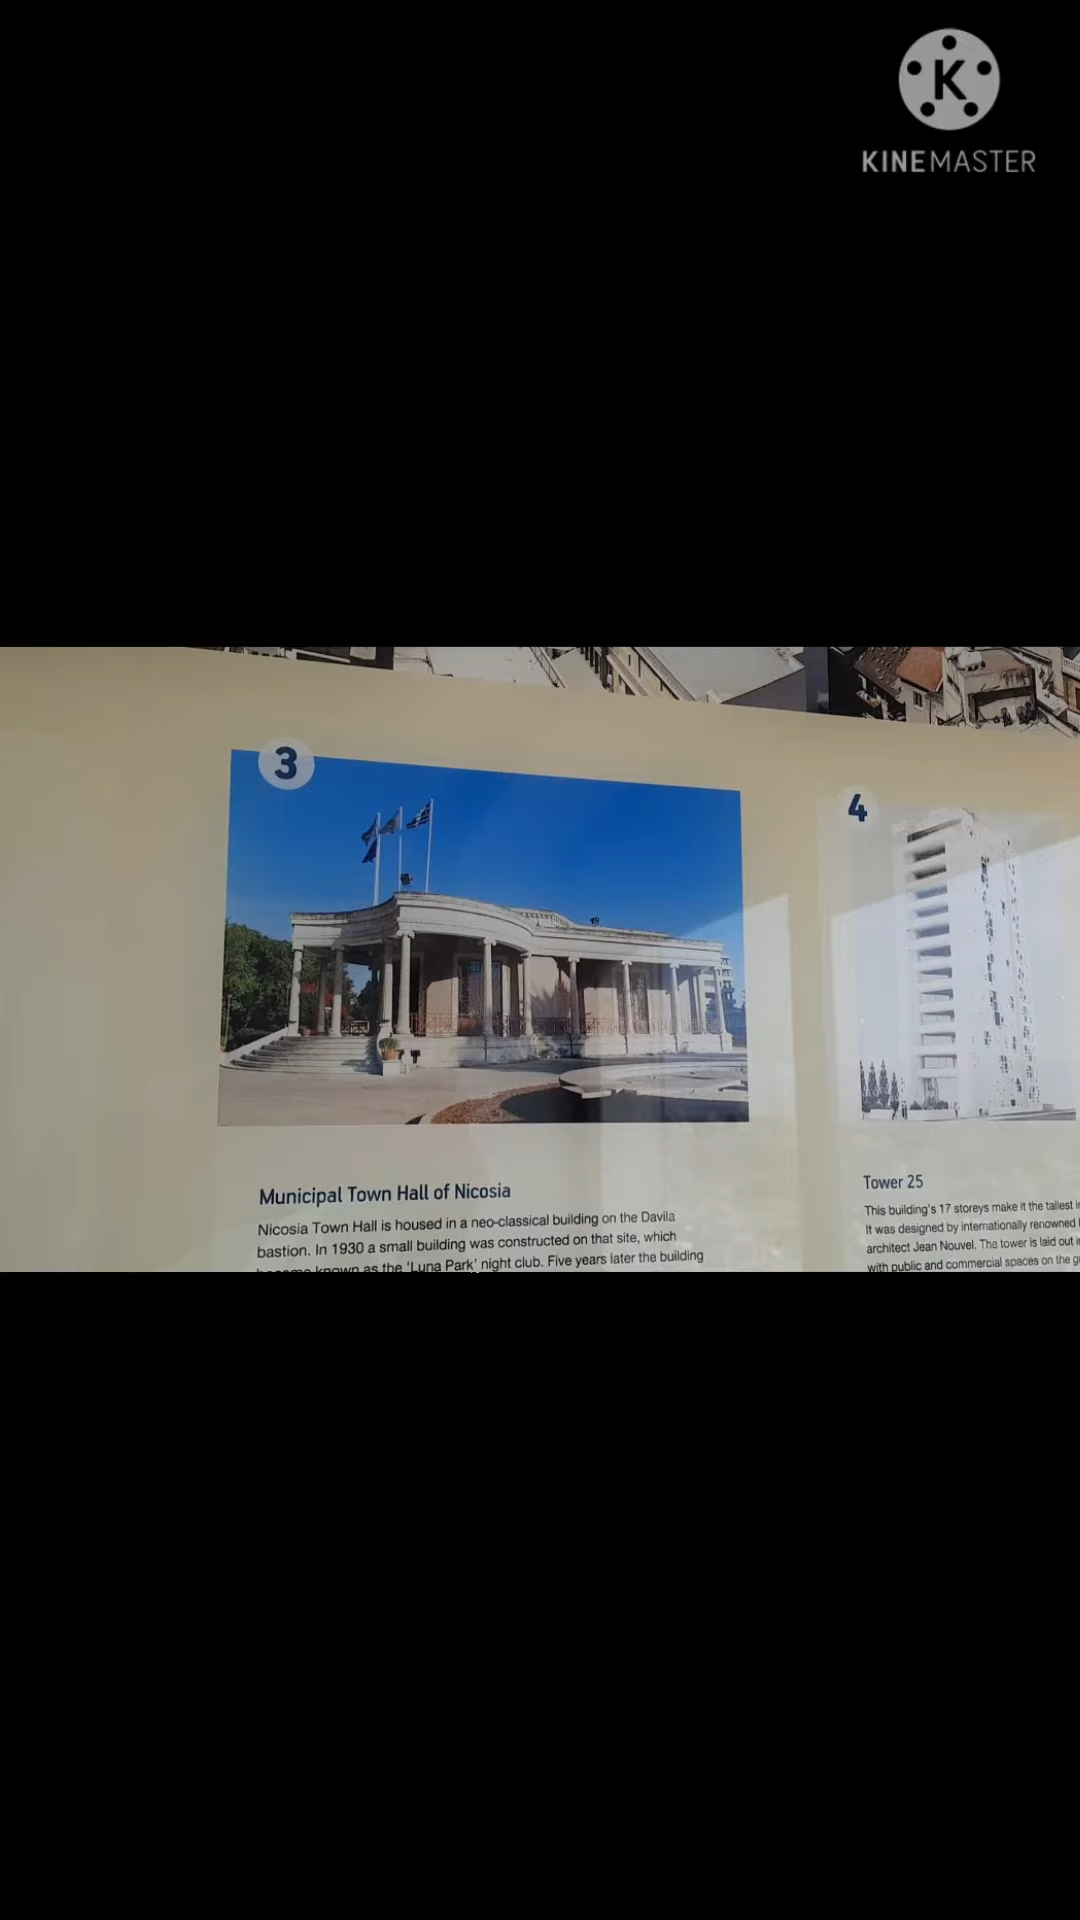 KINEMASTER
3
Municipal Town Hall of Nicosia
Nicosia Town Hall is housed in a neo-classical building on the Davila
bastion. In 1930 a small building was constructed on that site, which
became known as the 'Luna Park' night club. Five years later the building
4
Tower 25
This building's 17 storeys make it the tallest
It was designed by internationally renowned
architect Jean Nouvel. The tower is laid out
with public and commercial spaces on the